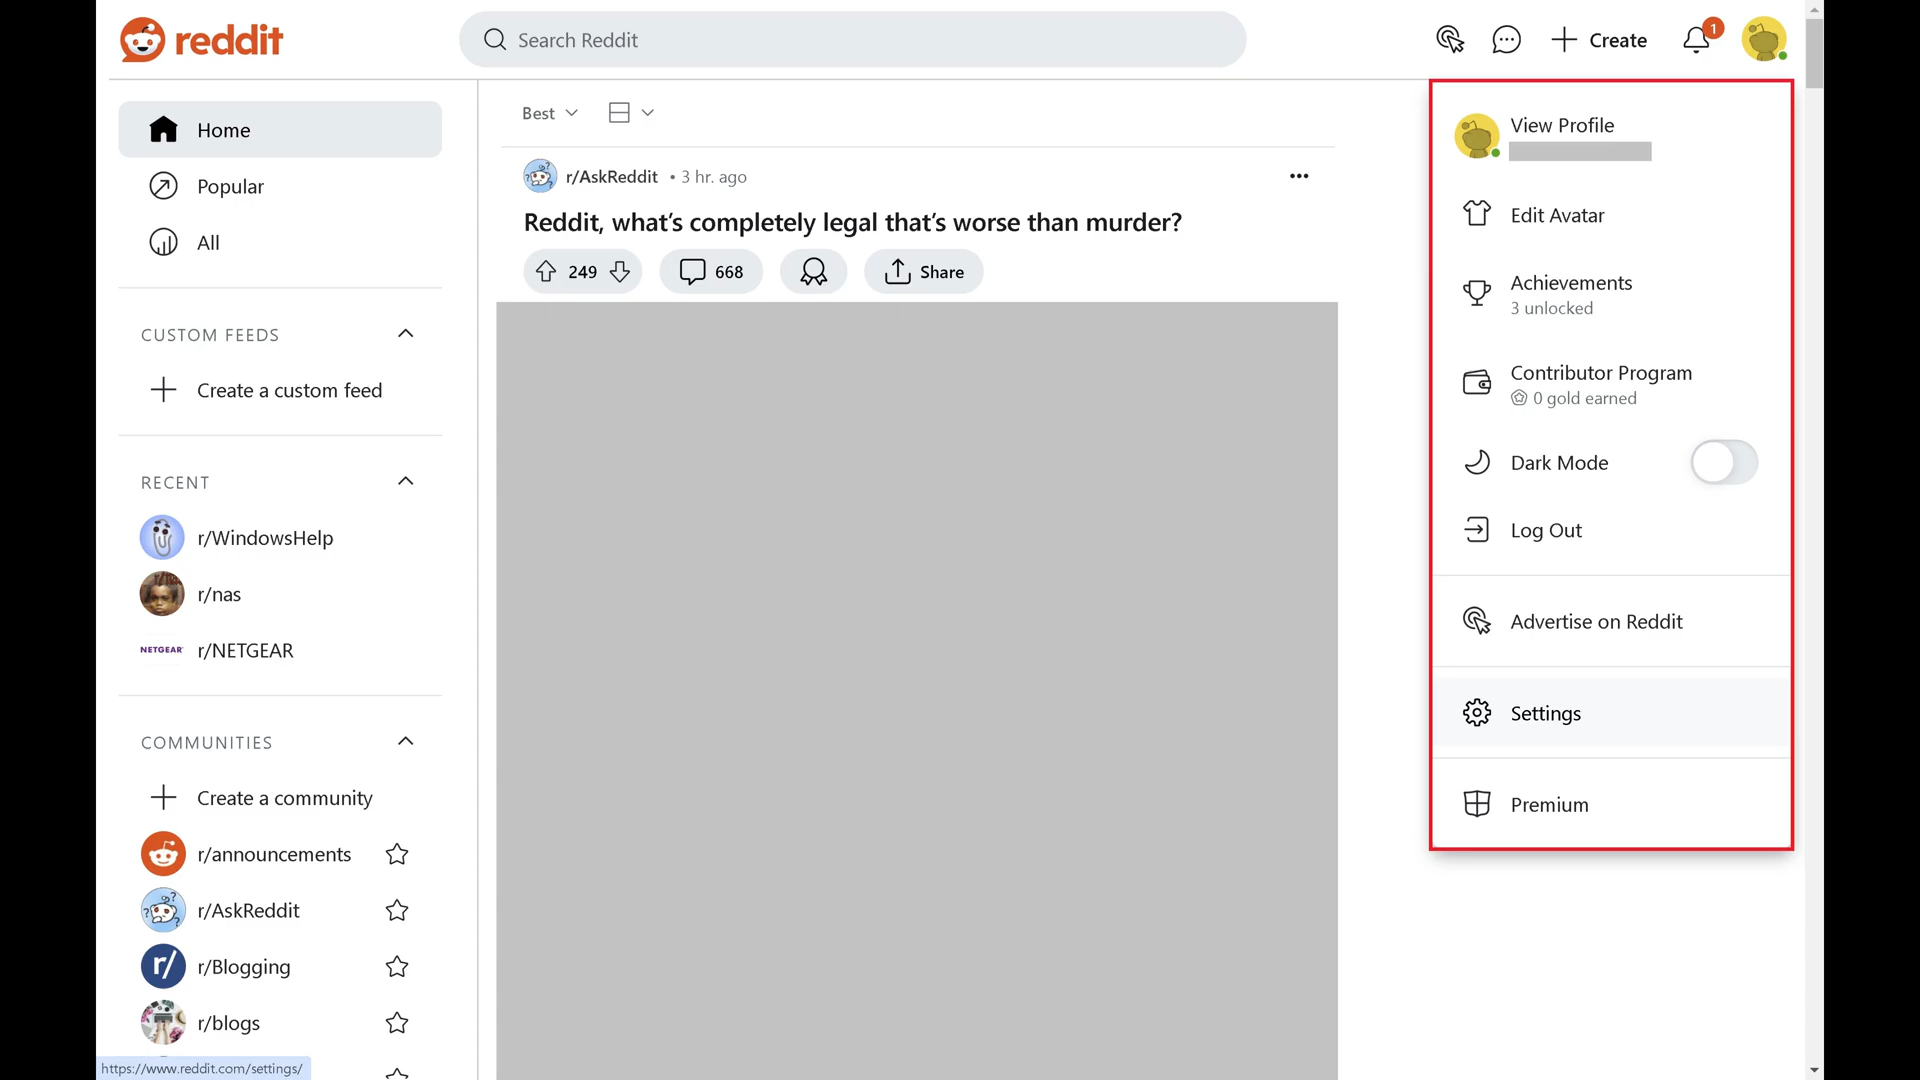 reddit
Search Reddit
Create
1
Home
Popular
All
CUSTOM FEEDS
Create a custom feed
RECENT
r/WindowsHelp
r/nas
NETGEAR
r/NETGEAR
COMMUNITIES
Create a community
r/announcements
r/AskReddit
r/
r/Blogging
r/blogs
https://www.reddit.com/settings/
Best
r/AskReddit • 3 hr. ago
Reddit, what's completely legal that's worse than murder?
249
668
Share
View Profile
Edit Avatar
Achievements
3 unlocked
Contributor Program
0 gold earned
Dark Mode
Log Out
Advertise on Reddit
Settings
Premium